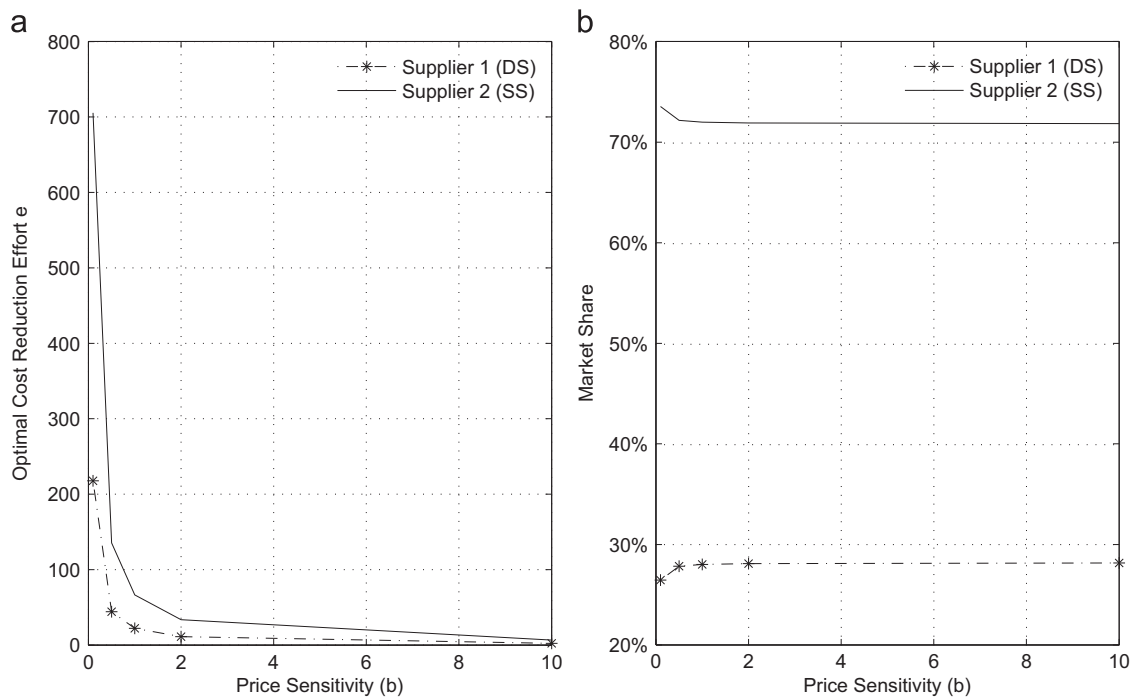 a
800
700
600
500
400
300
200
100
0
0 2 4 6 8 10
Optimal Cost Reduction Effort e
Price Sensitivity (b)
Supplier 1 (DS)
Supplier 2 (SS)
b
80%
70%
60%
50%
40%
30%
20%
0 2 4 6 8 10
Market Share
Price Sensitivity (b)
Supplier 1 (DS)
Supplier 2 (SS)